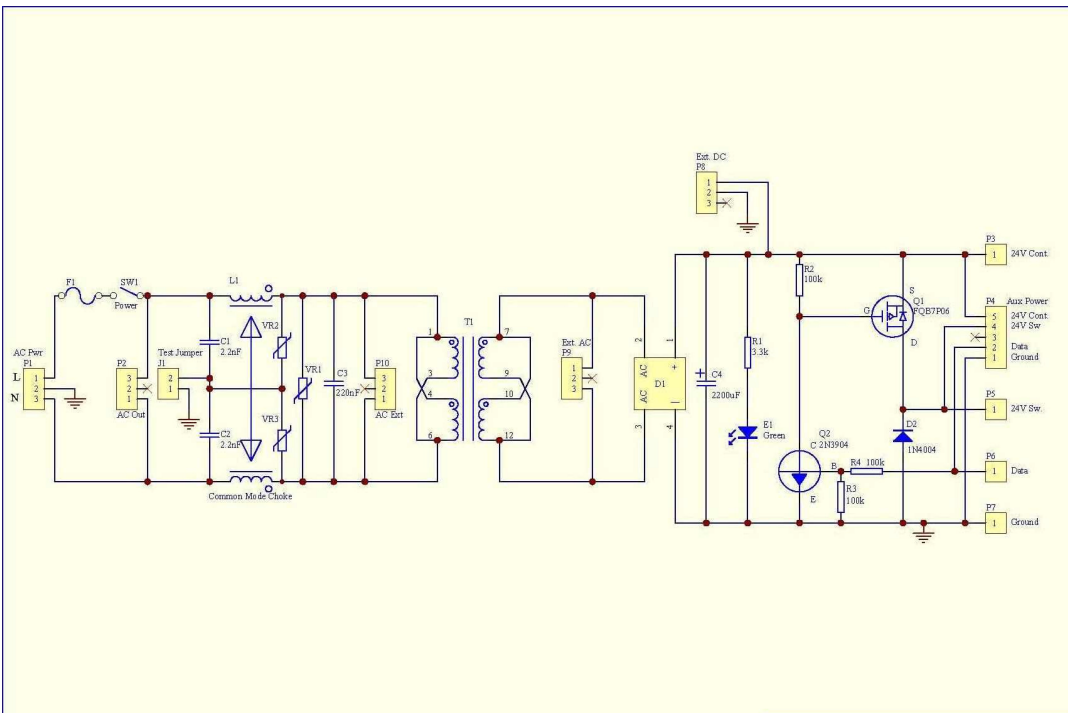 Ext. DC
P8
1
2
3
P3
1
24V Cont.
R2
100k
S
Q1
FQB7P06
G
D
P4
Aux Power
5
24V Cont
4
24V Sw
3
2
Data
1
Ground
F1
SW1
Power
L1
VR2
C1
2.2nF
T1
1
7
2
1
R1
3.3k
Ext. AC
P9
1
2
3
AC Pwr
P1
L
1
2
N
3
P2
3
2
1
AC Out
Test Jumper
J1
2
1
VR1
C3
220nF
P10
3
2
1
AC Ext
3
9
4
10
AC
+
D1
AC
3
4
C4
+
2200uF
P5
1
24V Sw.
D2
1N4004
C2
2.2nF
VR3
6
12
E1
Green
Q2
C 2N3904
B
R4 100k
E
R3
100k
P6
1
Data
Common Mode Choke
P7
1
Ground